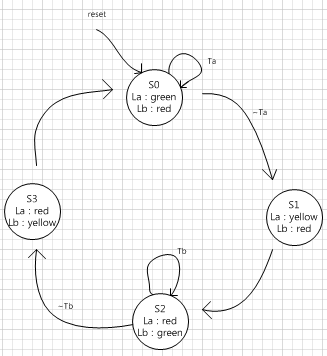 reset
Ta
S0
La : green
Lb : red
~Ta
S3
La : red
Lb : yellow
S1
La : yellow
Lb : red
Tb
~Tb
S2
La : red
Lb : green